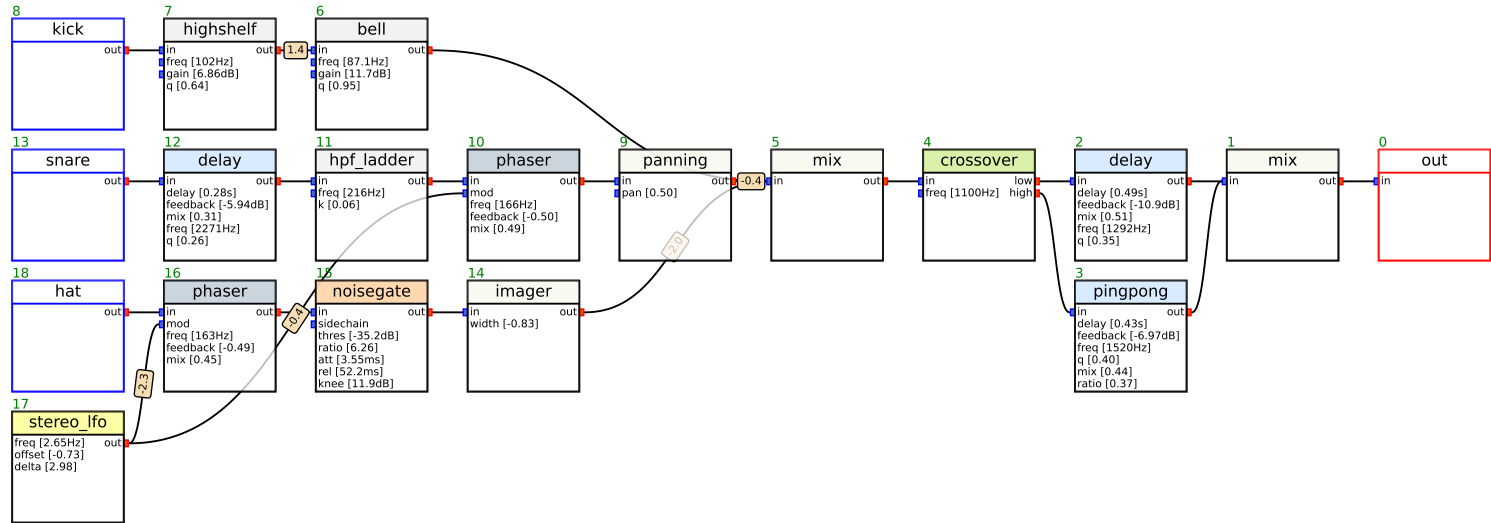 8
kick
out
7
highshelf
in out
freq [102Hz]
gain [6.86dB]
q [0.64]
1.4
6
bell
in out
freq [87.1Hz]
gain [11.7dB]
q [0.95]
13
snare
out
12
delay
in out
delay [0.28s]
feedback [-5.94dB]
mix [0.31]
freq [2271Hz]
q [0.26]
11
hpf_ladder
in out
freq [216Hz]
k [0.06]
10
phaser
in out
mod
freq [166Hz]
feedback [-0.50]
mix [0.49]
9
panning
in out
pan [0.50]
-0.4
5
mix
in out
4
crossover
in low
freq [1100Hz] high
2
delay
in out
delay [0.49s]
feedback [-10.9dB]
mix [0.51]
freq [1292Hz]
q [0.35]
1
mix
in out
0
out
in
18
hat
out
16
phaser
in out
mod
freq [163Hz]
feedback [-0.49]
mix [0.45]
-0.4
15
noisegate
in out
sidechain
thres [-35.2dB]
ratio [6.26]
att [3.55ms]
rel [52.2ms]
knee [11.9dB]
14
imager
in out
width [-0.83]
-2.0
3
pingpong
in out
delay [0.43s]
feedback [-6.97dB]
freq [1520Hz]
q [0.40]
mix [0.44]
ratio [0.37]
-2.3
17
stereo_lfo
freq [2.65Hz] out
offset [-0.73]
delta [2.98]